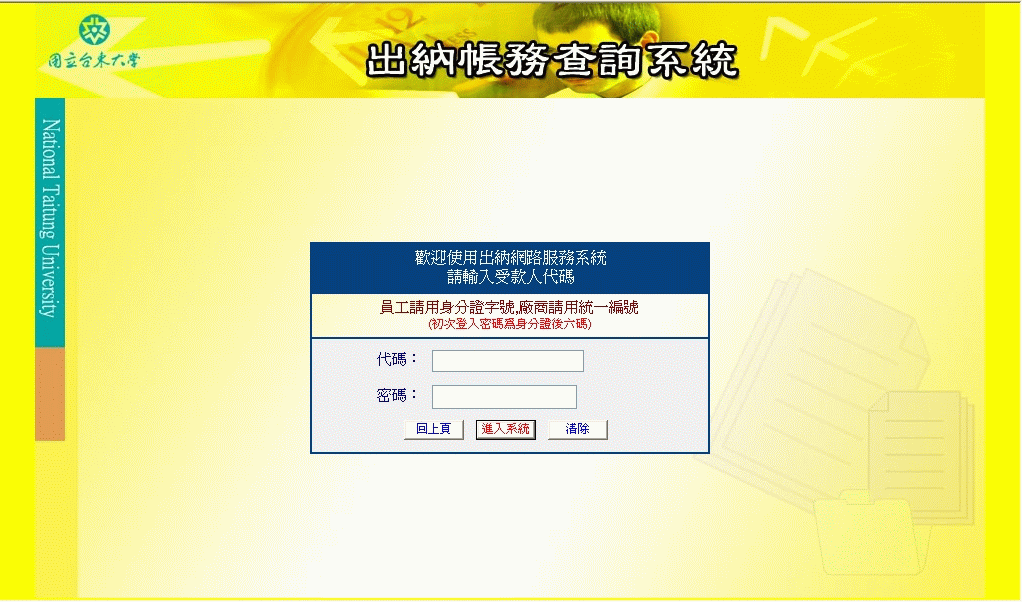 國立台東大學
出納帳務查詢系統
National Taitung University
歡迎使用出納網路服務系統
請輸入受款人代碼
員工請用身分證字號,廠商請用統一編號
(初次登入密碼為身分證後六碼)
代碼：
密碼：
回上頁 進入系統 清除